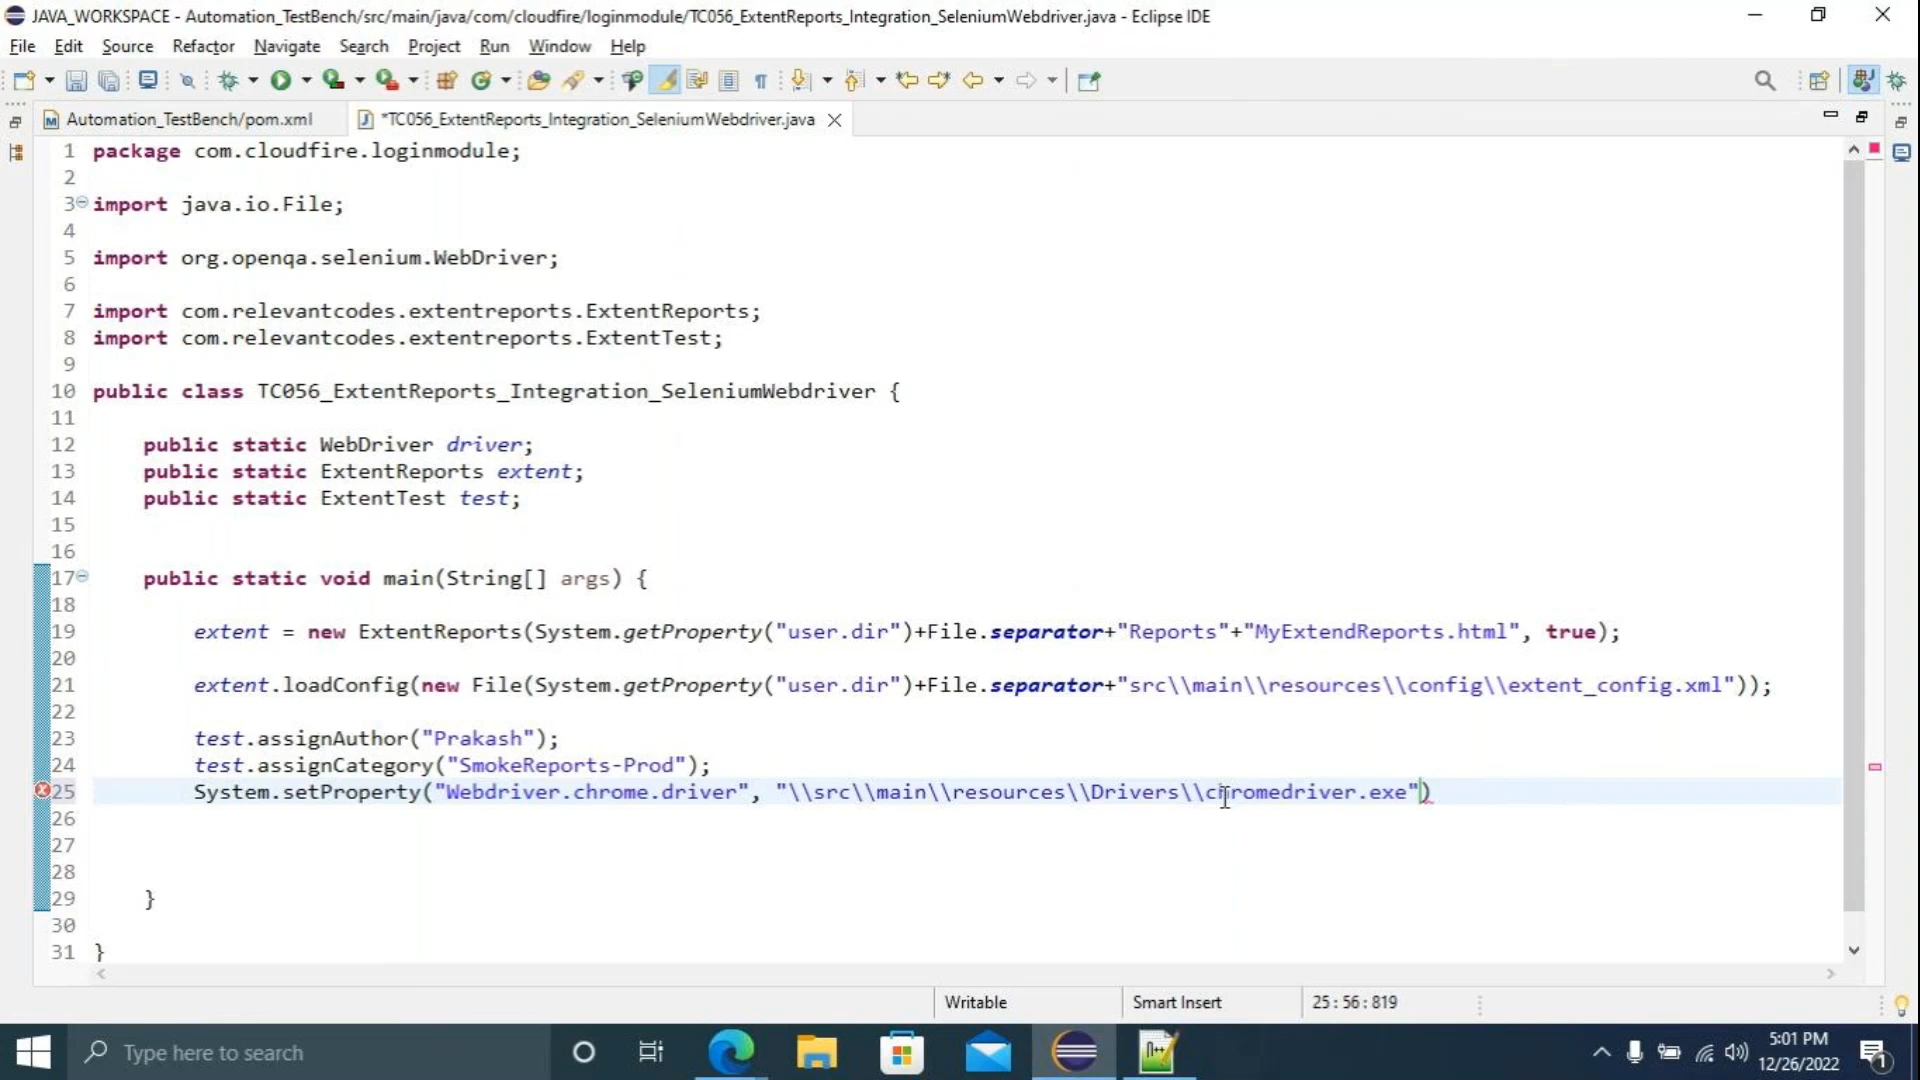 JAVA_WORKSPACE - Automation_TestBench/src/main/java/com/cloudfire/loginmodule/TC056_ExtentReports_Integration_SeleniumWebdriver.java - Eclipse IDE
File Edit Source Refactor Navigate Search Project Run Window Help
Automation_TestBench/pom.xml *TC056_ExtentReports_Integration_SeleniumWebdriver.java
1 package com.cloudfire.loginmodule;
2
3 import java.io.File;
4
5 import org.openqa.selenium.WebDriver;
6
7 import com.relevantcodes.extentreports.ExtentReports;
8 import com.relevantcodes.extentreports.ExtentTest;
9
10 public class TC056_ExtentReports_Integration_SeleniumWebdriver {
11
12 public static WebDriver driver;
13 public static ExtentReports extent;
14 public static ExtentTest test;
15
16
17 public static void main(String[] args) {
18
19 extent = new ExtentReports(System.getProperty("user.dir")+File.separator+"Reports"+"MyExtendReports.html", true);
20
21 extent.loadConfig(new File(System.getProperty("user.dir")+File.separator+"src\\main\\resources\\config\\extent_config.xml"));
22
23 test.assignAuthor("Prakash");
24 test.assignCategory("SmokeReports-Prod");
25 System.setProperty("Webdriver.chrome.driver", "\\src\\main\\resources\\Drivers\\chromedriver.exe")
26
27
28
29 }
30
31 }
Writable Smart Insert 25 : 56 : 819
Type here to search
N++
5:01 PM
12/26/2022
1